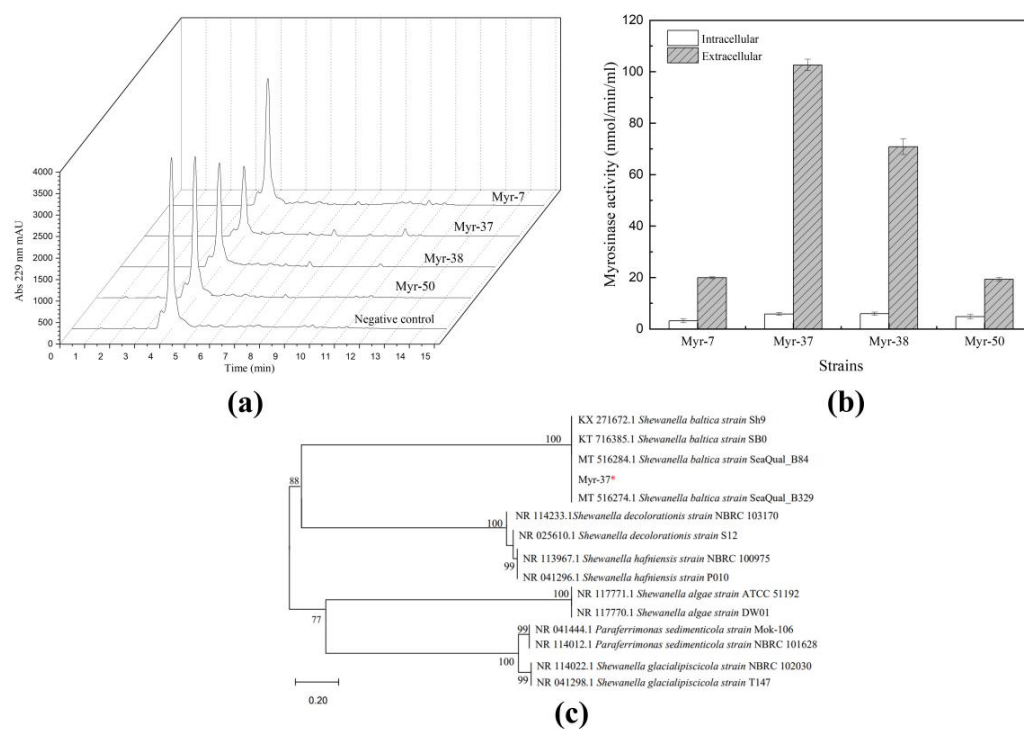 4000
3500
3000
2500
2000
1500
1000
500
0
Abs 229 nm mAU
Myr-7
Myr-37
Myr-38
Myr-50
Negative control
0 1 2 3 4 5 6 7 8 9 10 11 12 13 14 15
Time (min)
(a)
Intracellular
Extracellular
120
100
80
60
40
20
0
Myrosinase activity (nmol/min/ml)
Myr-7 Myr-37 Myr-38 Myr-50
Strains
(b)
KX 271672.1 Shewanella baltica strain Sh9
100
KT 716385.1 Shewanella baltica strain SB0
MT 516284.1 Shewanella baltica strain SeaQual_B84
Myr-37*
88
MT 516274.1 Shewanella baltica strain SeaQual_B329
NR 114233.1Shewanella decolorationis strain NBRC 103170
100
NR 025610.1 Shewanella decolorationis strain S12
NR 113967.1 Shewanella hafniensis strain NBRC 100975
99
NR 041296.1 Shewanella hafniensis strain P010
100
NR 117771.1 Shewanella algae strain ATCC 51192
NR 117770.1 Shewanella algae strain DW01
77
99
NR 041444.1 Paraferrimonas sedimenticola strain Mok-106
NR 114012.1 Paraferrimonas sedimenticola strain NBRC 101628
100
NR 114022.1 Shewanella glacialipiscicola strain NBRC 102030
99
NR 041298.1 Shewanella glacialipiscicola strain T147
0.20
(c)